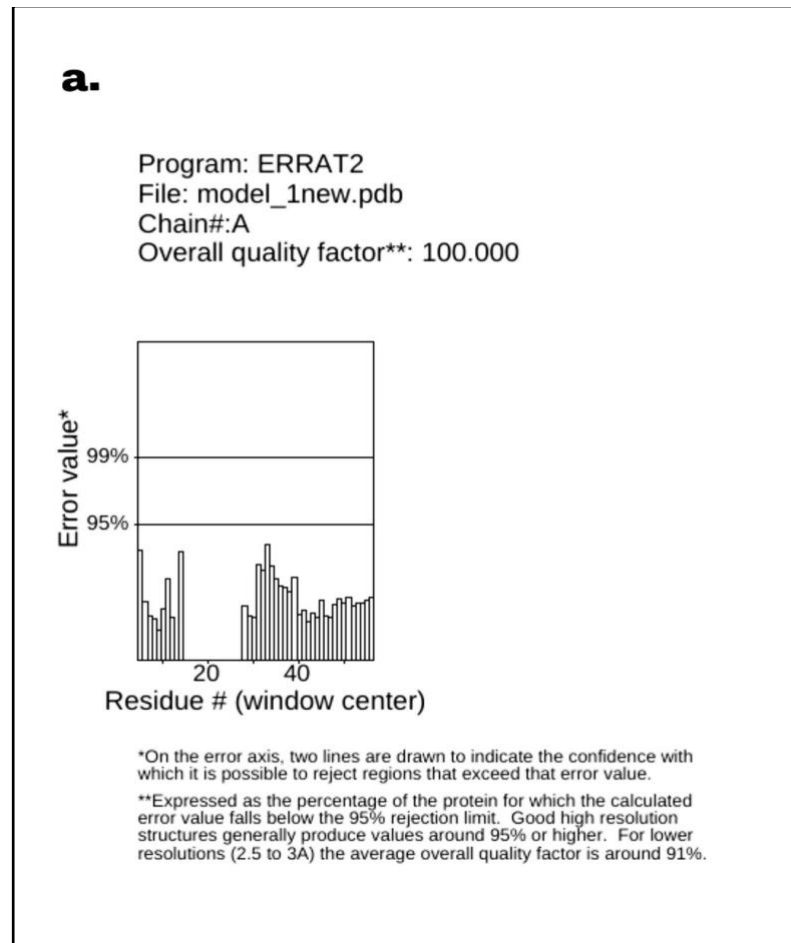 a.
Program: ERRAT2
File: model_1new.pdb
Chain#:A
Overall quality factor**: 100.000
Error value*
99%
95%
20
40
Residue # (window center)
*On the error axis, two lines are drawn to indicate the confidence with
which it is possible to reject regions that exceed that error value.
**Expressed as the percentage of the protein for which the calculated
error value falls below the 95% rejection limit.  Good high resolution
structures generally produce values around 95% or higher.  For lower
resolutions (2.5 to 3A) the average overall quality factor is around 91%.